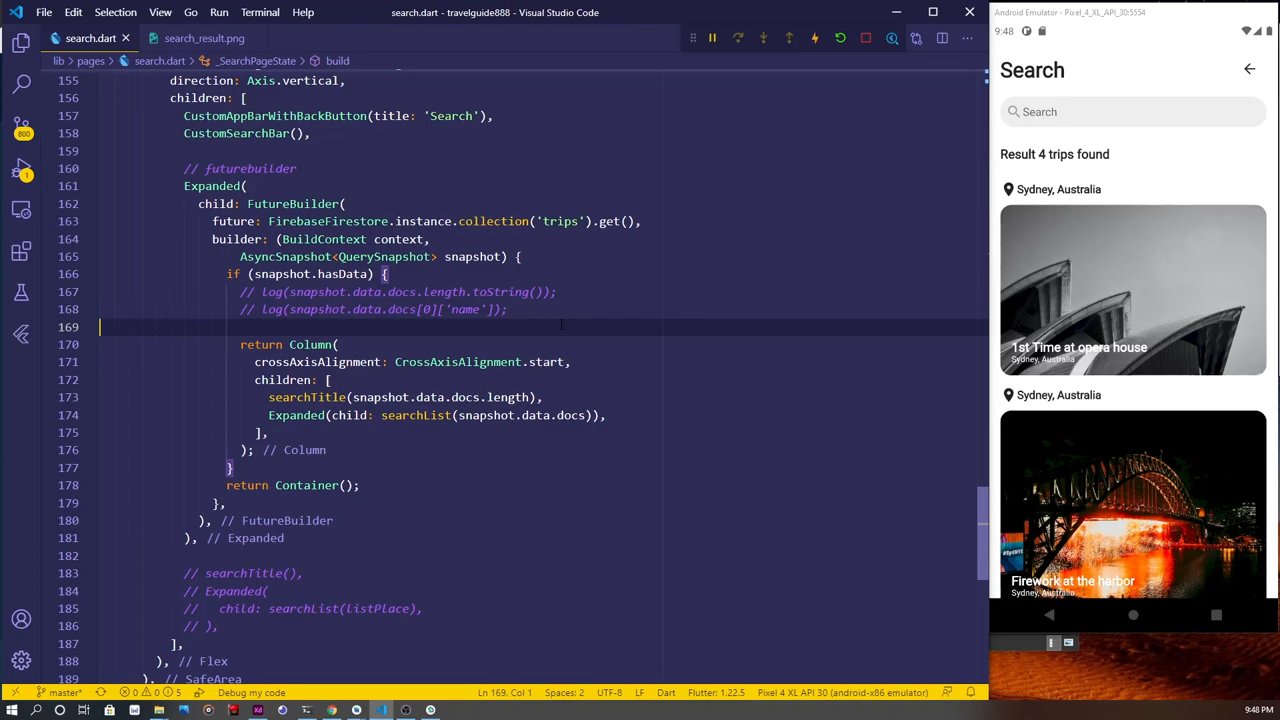 File Edit Selection View Go Run Terminal Help
search.dart - travelguide888 - Visual Studio Code
search.dart
search_result.png
lib > pages > search.dart > _SearchPageState > build
155 direction: Axis.vertical,
156 children: [
157 CustomAppBarWithBackButton(title: 'Search'),
158 CustomSearchBar(),
159
160 // futurebuilder
161 Expanded(
162 child: FutureBuilder(
163 future: FirebaseFirestore.instance.collection('trips').get(),
164 builder: (BuildContext context,
165 AsyncSnapshot<QuerySnapshot> snapshot) {
166 if (snapshot.hasData) {
167 // log(snapshot.data.docs.length.toString());
168 // log(snapshot.data.docs[0]['name']);
169
170 return Column(
171 crossAxisAlignment: CrossAxisAlignment.start,
172 children: [
173 searchTitle(snapshot.data.docs.length),
174 Expanded(child: searchList(snapshot.data.docs)),
175 ],
176 ); // Column
177 }
178 return Container();
179 },
180 ), // FutureBuilder
181 ), // Expanded
182
183 // searchTitle(),
184 // Expanded(
185 //   child: searchList(listPlace),
186 // ),
187 ],
188 ), // Flex
189 ), // SafeArea
800
1
master* 0 0 5 Debug my code
Ln 169, Col 1 Spaces: 2 UTF-8 LF Dart Flutter: 1.22.5 Pixel 4 XL API 30 (android-x86 emulator)
Android Emulator - Pixel_4_XL_API_30:5554
9:48
Search
Search
Result 4 trips found
Sydney, Australia
1st Time at opera house
Sydney, Australia
Sydney, Australia
Firework at the harbor
Sydney, Australia
Xd
9:48 PM